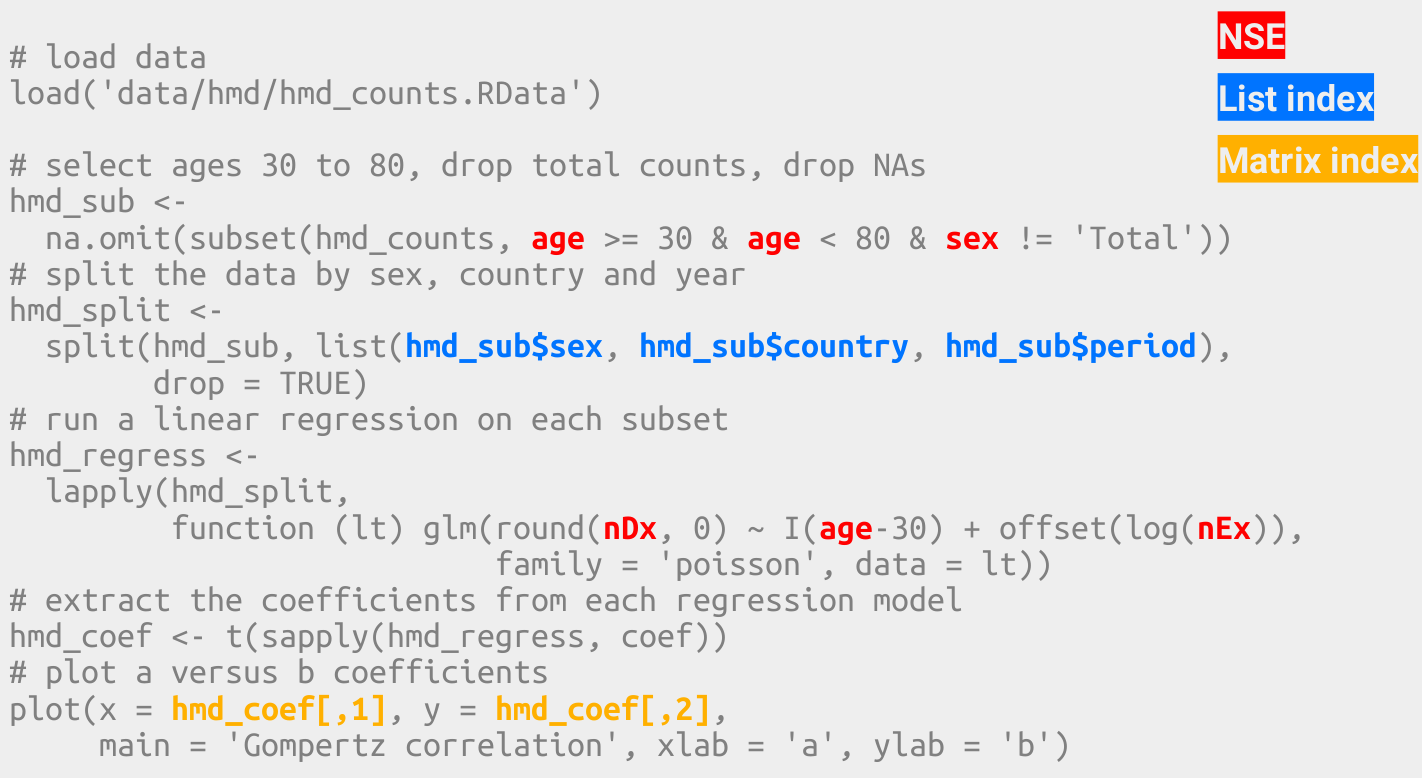 # load data
load('data/hmd/hmd_counts.RData')
# select ages 30 to 80, drop total counts, drop NAs
hmd_sub <-
  na.omit(subset(hmd_counts, age >= 30 & age < 80 & sex != 'Total'))
# split the data by sex, country and year
hmd_split <-
  split(hmd_sub, list(hmd_sub$sex, hmd_sub$country, hmd_sub$period),
        drop = TRUE)
# run a linear regression on each subset
hmd_regress <-
  lapply(hmd_split,
         function (lt) glm(round(nDx, 0) ~ I(age-30) + offset(log(nEx)),
                           family = 'poisson', data = lt))
# extract the coefficients from each regression model
hmd_coef <- t(sapply(hmd_regress, coef))
# plot a versus b coefficients
plot(x = hmd_coef[,1], y = hmd_coef[,2],
     main = 'Gompertz correlation', xlab = 'a', ylab = 'b')
NSE
List index
Matrix index